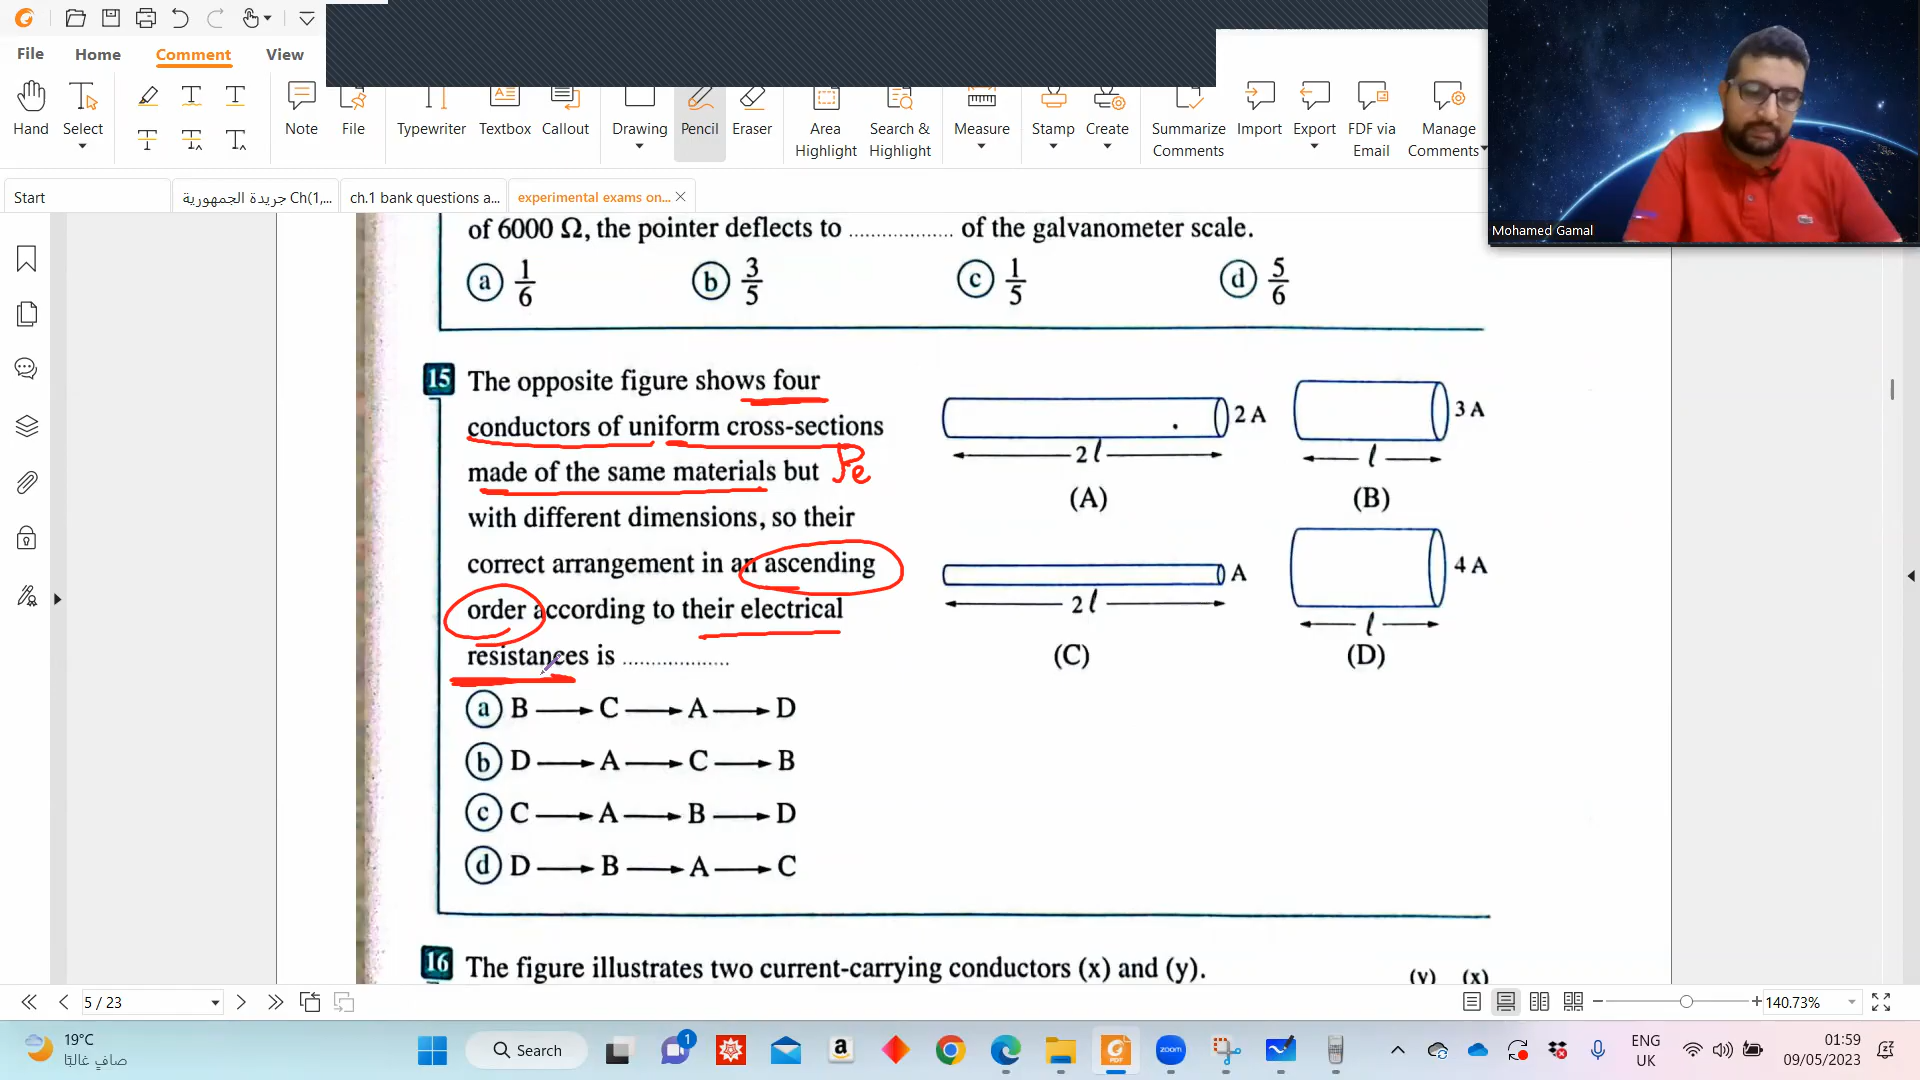 File
Home
Comment
View
Hand
Select
Note
File
Typewriter
Textbox
Callout
Drawing
Pencil
Eraser
Area Highlight
Search & Highlight
Measure
Stamp
Create
Summarize Comments
Import
Export
FDF via Email
Manage Comments
Mohamed Gamal
Start
جريدة الجمهورية Ch(1,...
ch.1 bank questions a...
experimental exams on...
of 6000 Ω, the pointer deflects to .................. of the galvanometer scale.
a 1/6
b 3/5
c 1/5
d 5/6
15 The opposite figure shows four
conductors of uniform cross-sections
made of the same materials but ρe
with different dimensions, so their
correct arrangement in an ascending
order according to their electrical
resistances is ..................
2 A
2 l
(A)
3 A
l
(B)
A
2 l
(C)
4 A
l
(D)
a B → C → A → D
b D → A → C → B
c C → A → B → D
d D → B → A → C
16 The figure illustrates two current-carrying conductors (x) and (y).
(y) (x)
5 / 23
140.73%
19°C
صافٍ غالبًا
Search
1
a
zoom
PDF
ENG
UK
01:59
09/05/2023